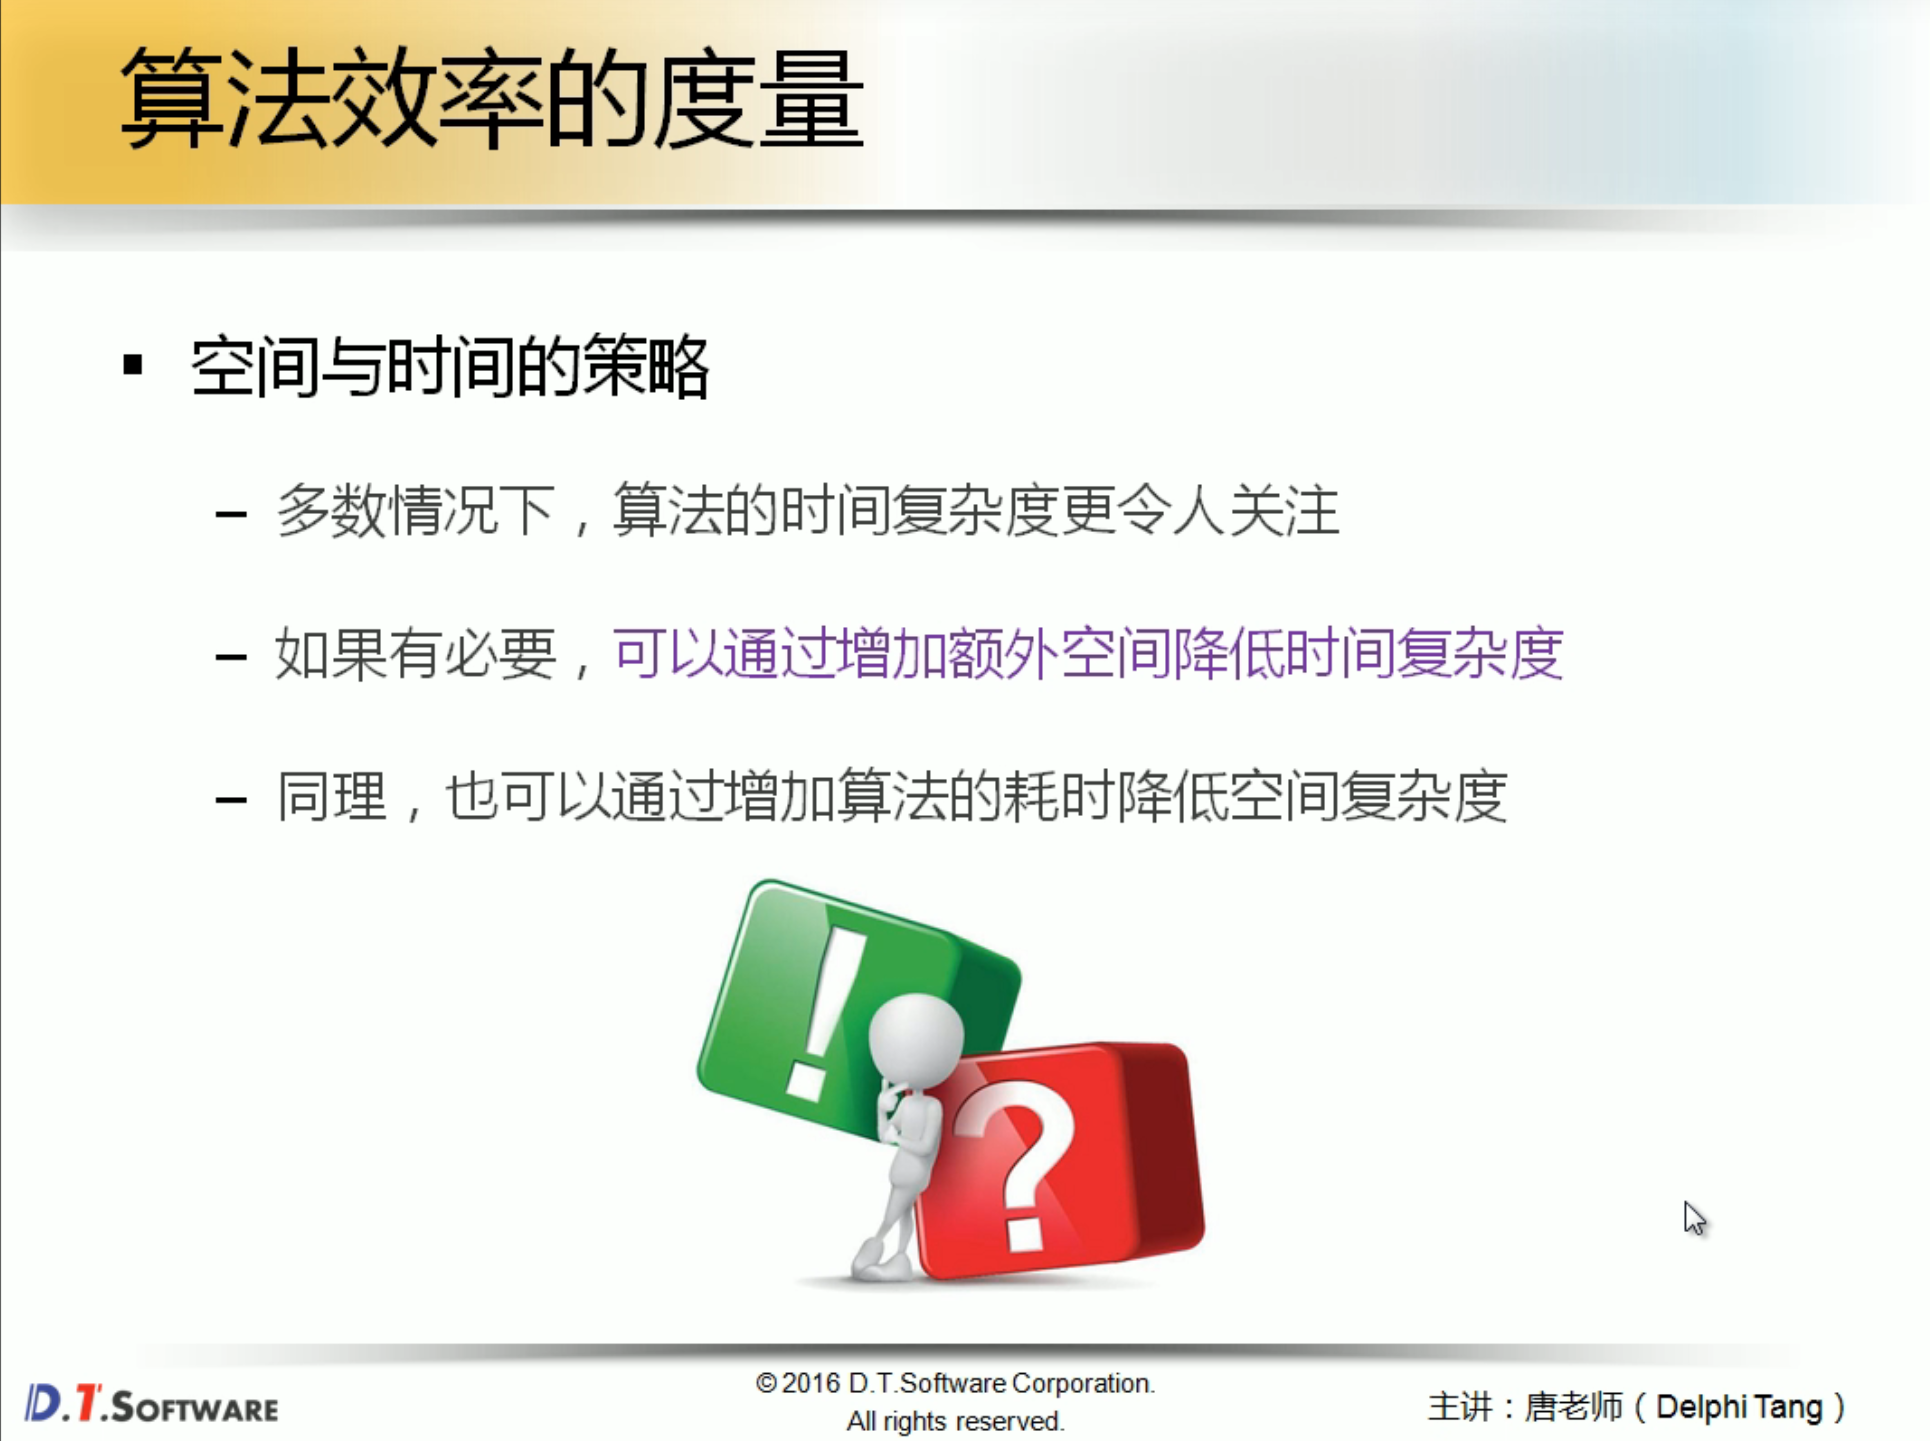 算法效率的度量
▪ 空间与时间的策略
– 多数情况下，算法的时间复杂度更令人关注
– 如果有必要，可以通过增加额外空间降低时间复杂度
– 同理，也可以通过增加算法的耗时降低空间复杂度
!
?
D.T.SOFTWARE
© 2016 D.T.Software Corporation.
All rights reserved.
主讲：唐老师（Delphi Tang）